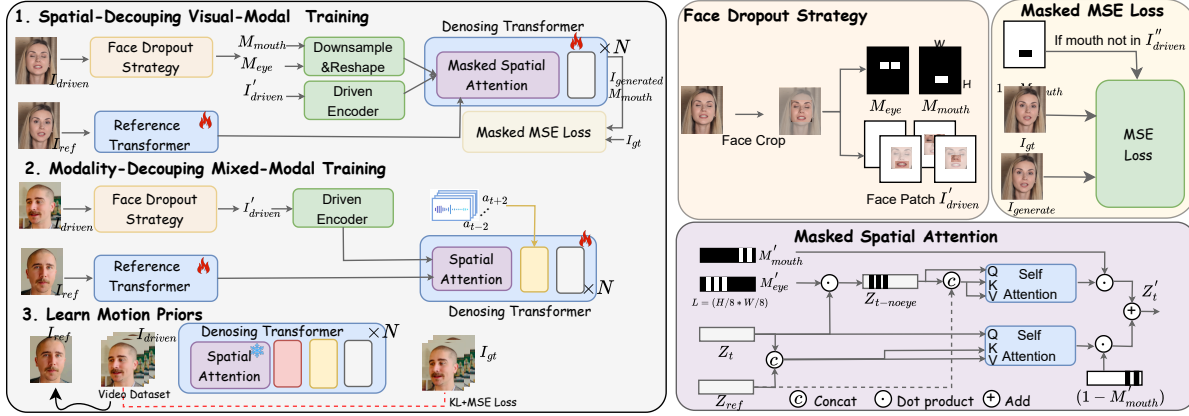 1. Spatial-Decouping Visual-Modal Training
Denosing Transformer
×N
I_driven
Face Dropout
Strategy
M_mouth
M_eye
I'_driven
Downsample
&Reshape
Driven
Encoder
Masked Spatial
Attention
I_generated
M_mouth
I_ref
Reference
Transformer
Masked MSE Loss
I_gt
2. Modality-Decouping Mixed-Modal Training
I_driven
Face Dropout
Strategy
I'_driven
Driven
Encoder
a_{t+2}
a_{t-2}
I_ref
Reference
Transformer
Spatial
Attention
×N
Denosing Transformer
3. Learn Motion Priors
I_ref
I_driven
Denosing Transformer
×N
Spatial
Attention
I_gt
Video Dataset
KL+MSE Loss
Face Dropout Strategy
Face Crop
W
H
M_eye
M_mouth
Face Patch I'_driven
Masked MSE Loss
If mouth not in I''_driven
I_gt
I_generate
MSE
Loss
Masked Spatial Attention
M'_mouth
M'_eye
L = (H/8 * W/8)
Z_{t-noeye}
C
Q
K
V
Self
Attention
Z'_t
Z_t
C
Q
K
V
Self
Attention
Z_ref
(1 − M'_mouth)
C Concat
Dot product
+ Add